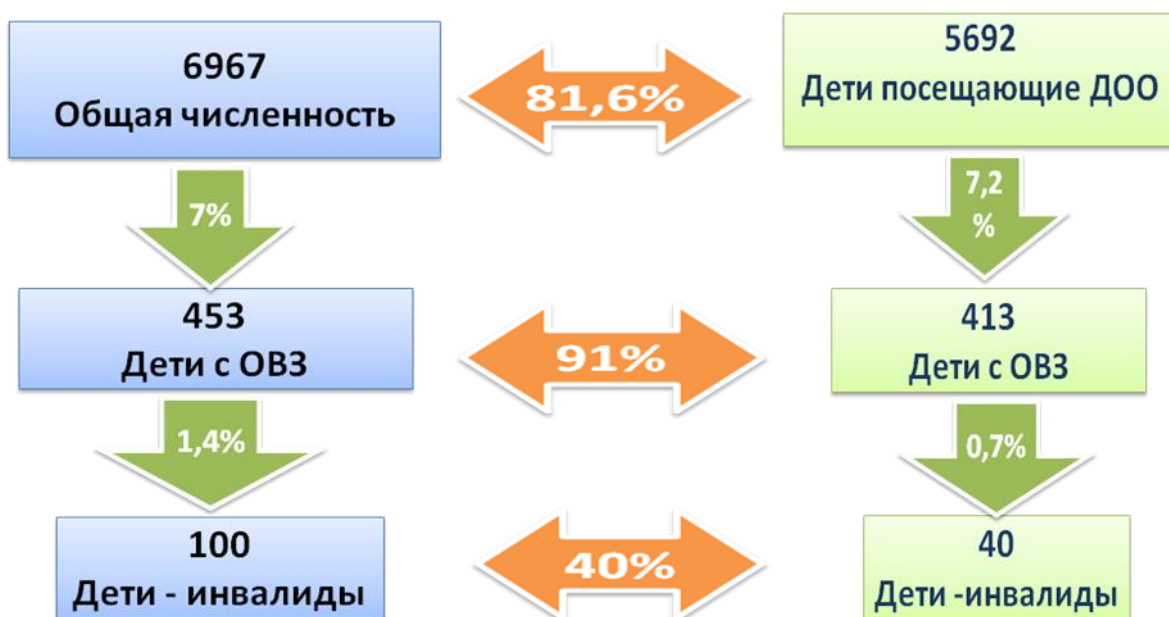 6967
Общая численность
81,6%
5692
Дети посещающие ДОО
7%
7,2
%
453
Дети с ОВЗ
91%
413
Дети с ОВЗ
1,4%
0,7%
100
Дети - инвалиды
40%
40
Дети -инвалиды